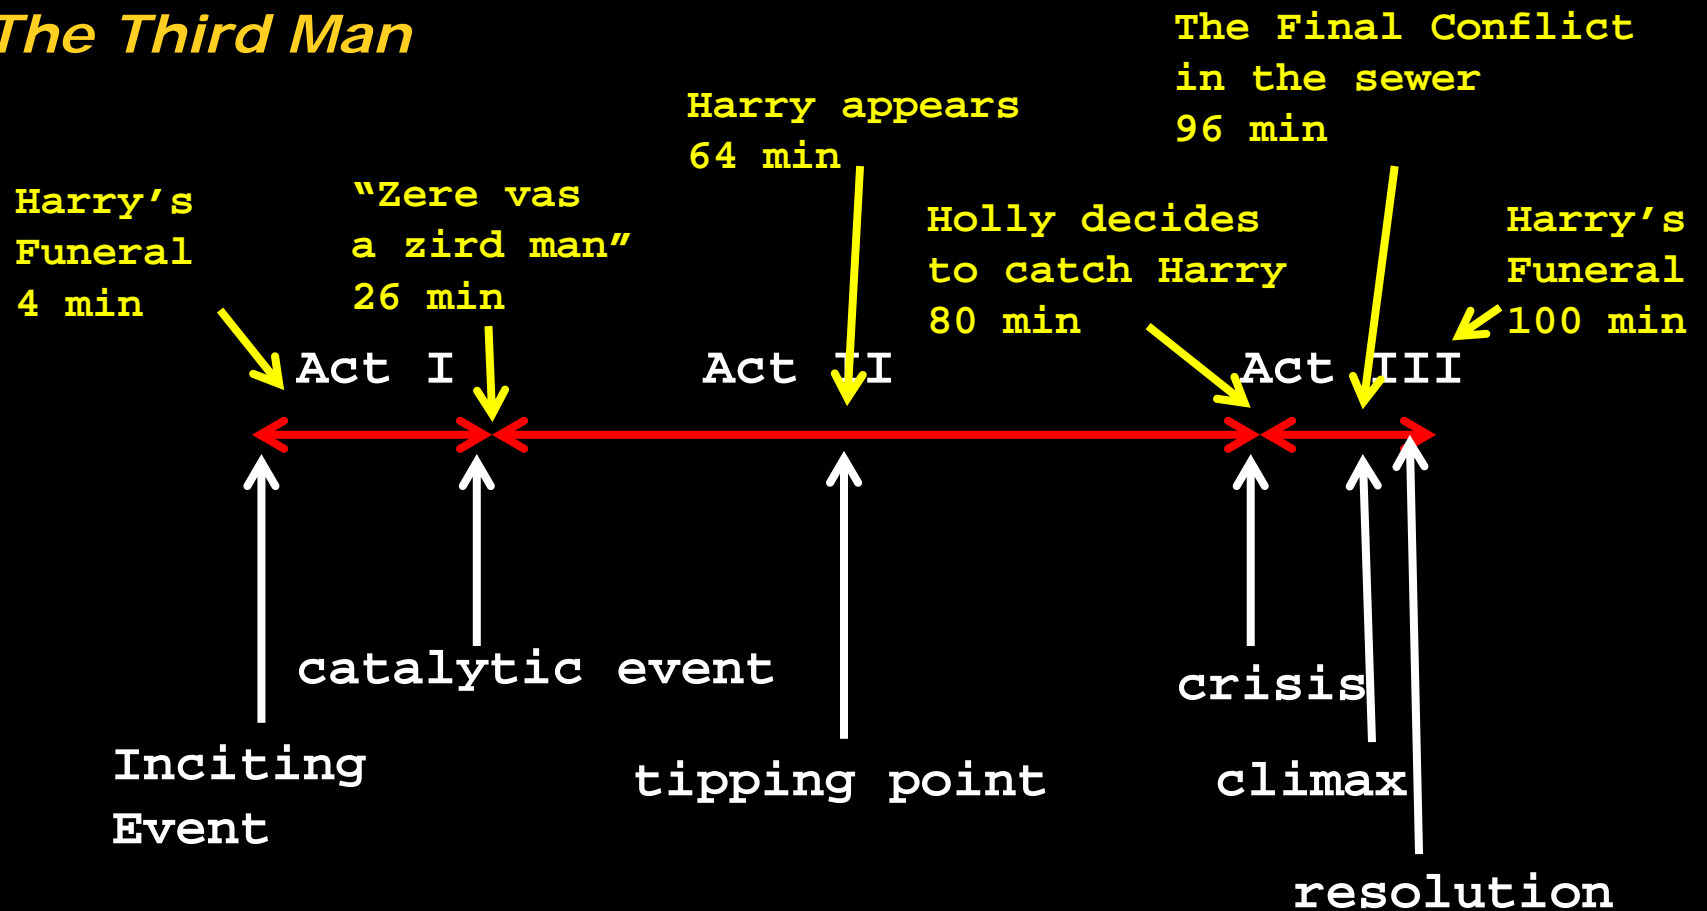 The Third Man
The Final Conflict
in the sewer
96 min
Harry appears
64 min
Harry’s
Funeral
4 min
“Zere vas
a zird man”
26 min
Holly decides
to catch Harry
80 min
Harry’s
Funeral
100 min
Act I
Act II
Act III
catalytic event
crisis
Inciting
Event
tipping point
climax
resolution